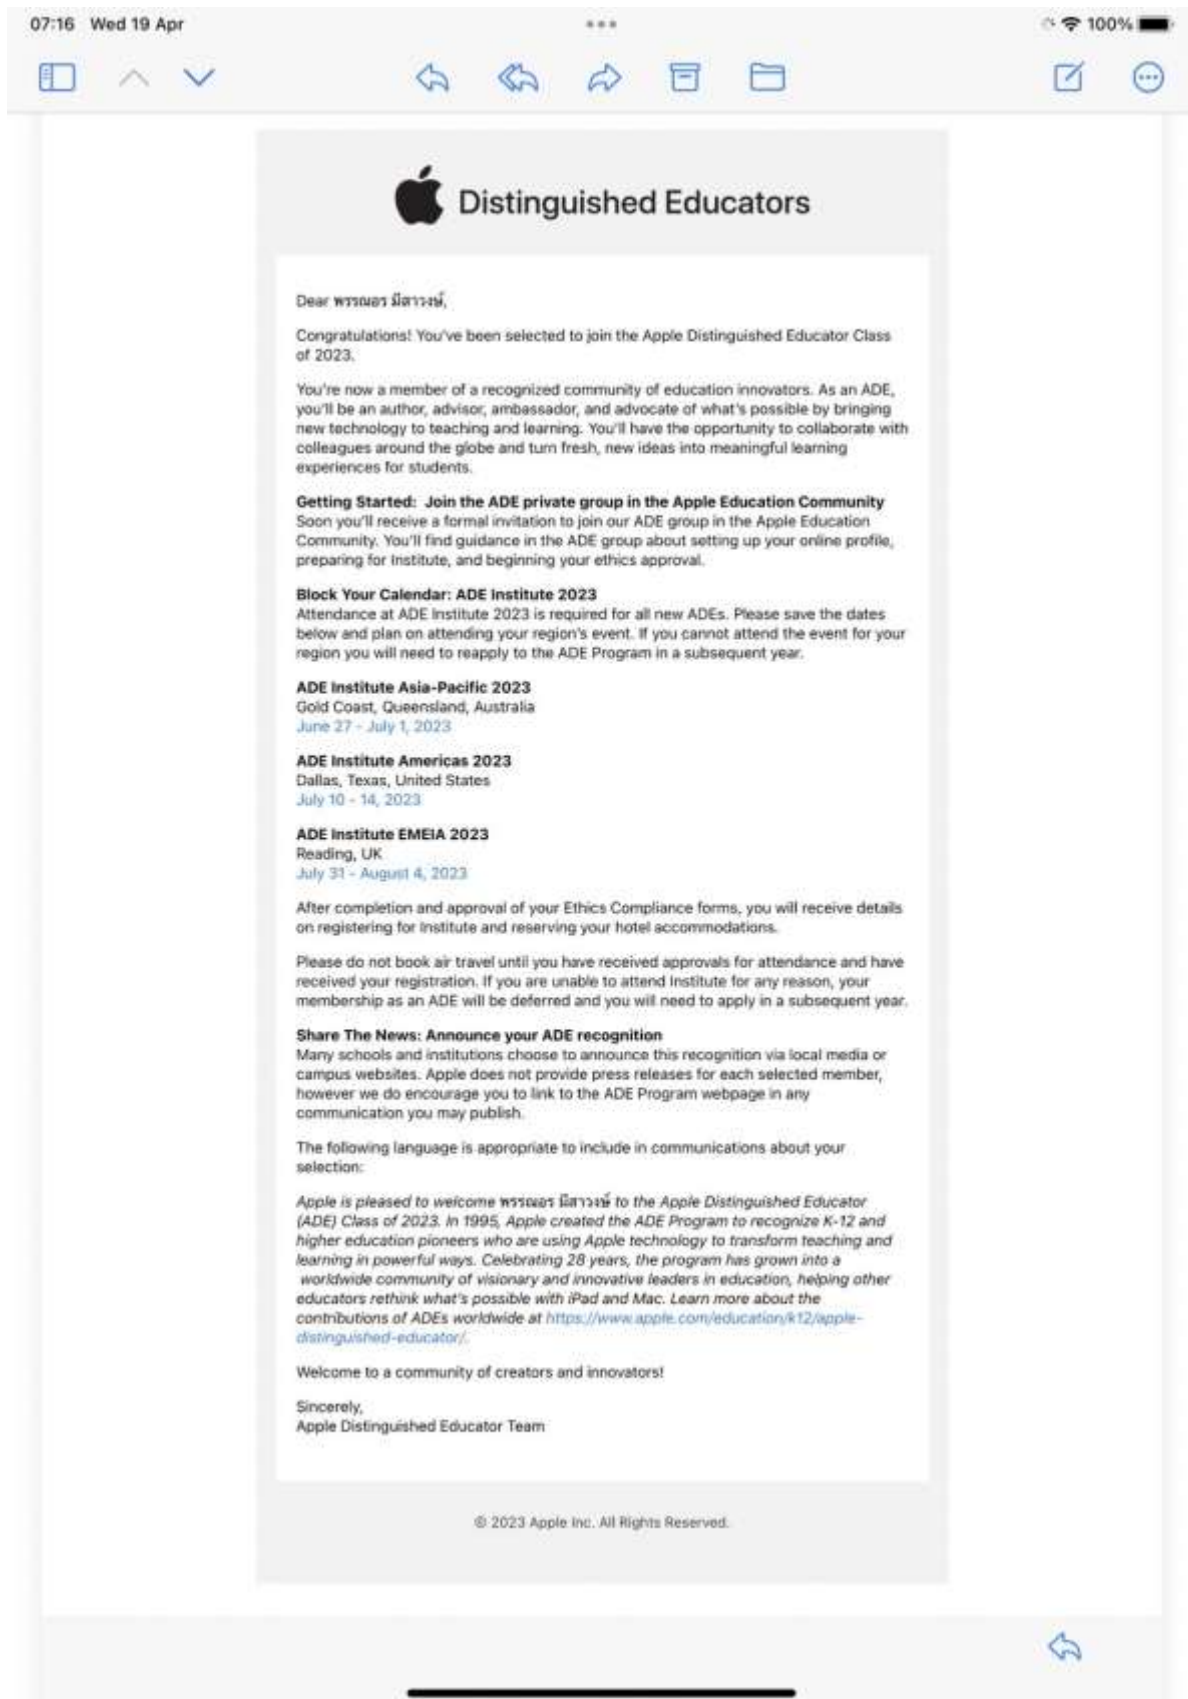 07:16 Wed 19 Apr
100%
Distinguished Educators
Dear พรรณอร มีสาวงษ์,
Congratulations! You've been selected to join the Apple Distinguished Educator Class
of 2023.
You're now a member of a recognized community of education innovators. As an ADE,
you'll be an author, advisor, ambassador, and advocate of what's possible by bringing
new technology to teaching and learning. You'll have the opportunity to collaborate with
colleagues around the globe and turn fresh, new ideas into meaningful learning
experiences for students.
Getting Started: Join the ADE private group in the Apple Education Community
Soon you'll receive a formal invitation to join our ADE group in the Apple Education
Community. You'll find guidance in the ADE group about setting up your online profile,
preparing for Institute, and beginning your ethics approval.
Block Your Calendar: ADE Institute 2023
Attendance at ADE Institute 2023 is required for all new ADEs. Please save the dates
below and plan on attending your region's event. If you cannot attend the event for your
region you will need to reapply to the ADE Program in a subsequent year.
ADE Institute Asia-Pacific 2023
Gold Coast, Queensland, Australia
June 27 - July 1, 2023
ADE Institute Americas 2023
Dallas, Texas, United States
July 10 - 14, 2023
ADE Institute EMEIA 2023
Reading, UK
July 31 - August 4, 2023
After completion and approval of your Ethics Compliance forms, you will receive details
on registering for Institute and reserving your hotel accommodations.
Please do not book air travel until you have received approvals for attendance and have
received your registration. If you are unable to attend Institute for any reason, your
membership as an ADE will be deferred and you will need to apply in a subsequent year.
Share The News: Announce your ADE recognition
Many schools and institutions choose to announce this recognition via local media or
campus websites. Apple does not provide press releases for each selected member,
however we do encourage you to link to the ADE Program webpage in any
communication you may publish.
The following language is appropriate to include in communications about your
selection:
Apple is pleased to welcome พรรณอร มีสาวงษ์ to the Apple Distinguished Educator
(ADE) Class of 2023. In 1995, Apple created the ADE Program to recognize K-12 and
higher education pioneers who are using Apple technology to transform teaching and
learning in powerful ways. Celebrating 28 years, the program has grown into a
worldwide community of visionary and innovative leaders in education, helping other
educators rethink what's possible with iPad and Mac. Learn more about the
contributions of ADEs worldwide at https://www.apple.com/education/k12/apple-
distinguished-educator/.
Welcome to a community of creators and innovators!
Sincerely,
Apple Distinguished Educator Team
© 2023 Apple Inc. All Rights Reserved.